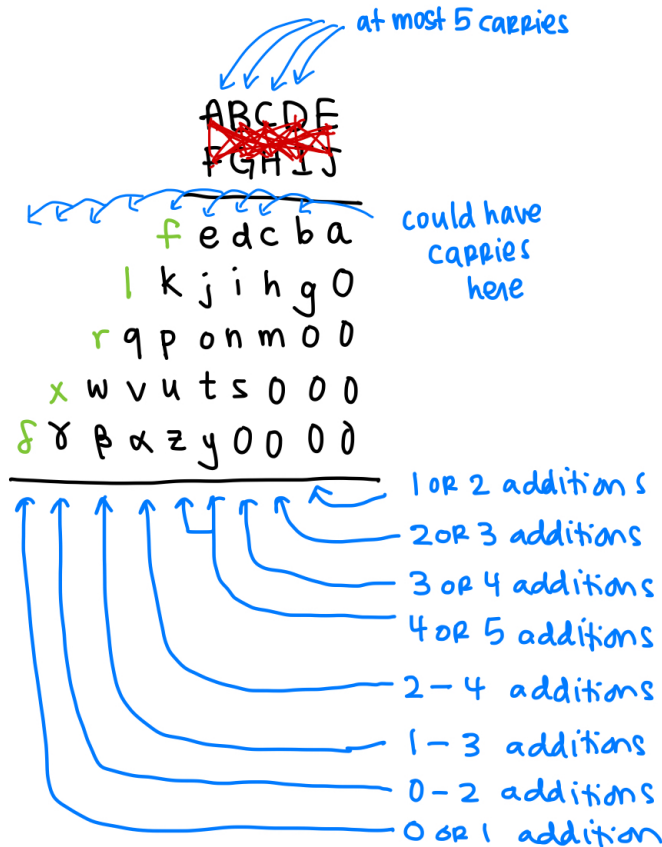 at most 5 carries
ABCDE
FGHIJ
could have
carries
here
f e d c b a
l k j i h g 0
r q p o n m 0 0
x w v u t s 0 0 0
δ γ β α z y 0 0 0 0
1 OR 2 additions
2 OR 3 additions
3 OR 4 additions
4 OR 5 additions
2 - 4 additions
1 - 3 additions
0 - 2 additions
0 OR 1 addition